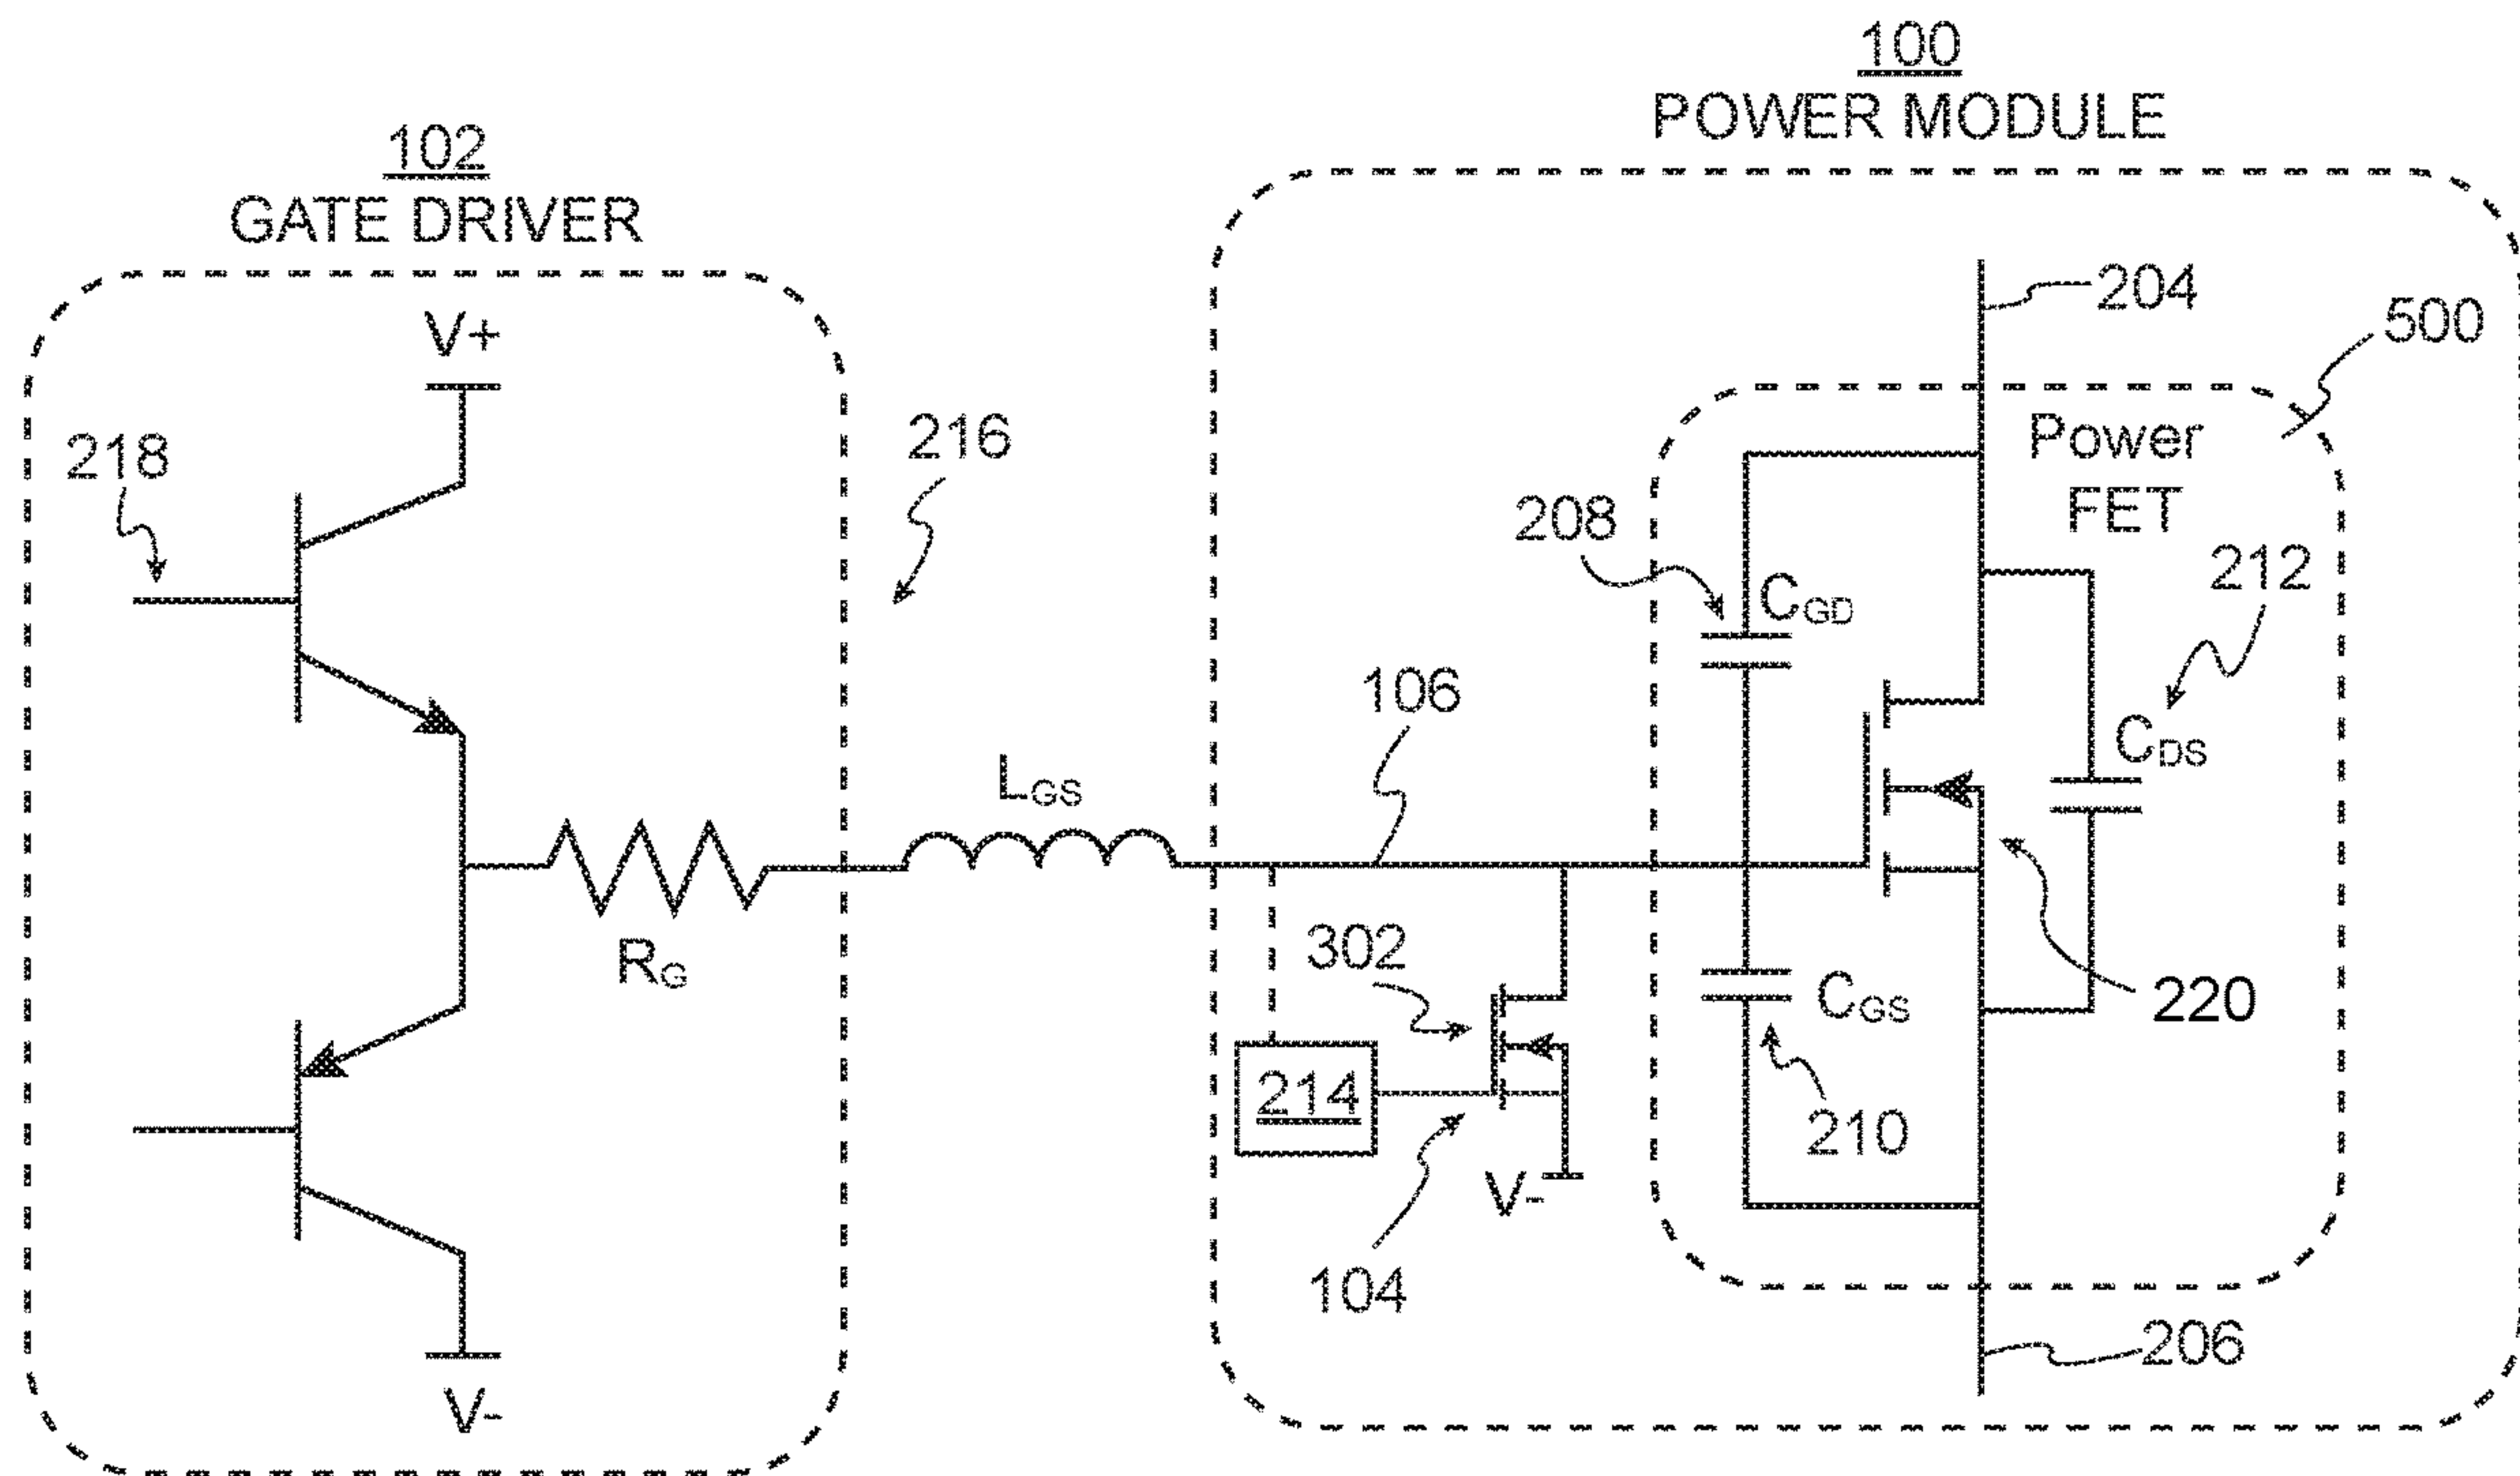 100
POWER MODULE
102
GATE DRIVER
V+
218
216
204
500
Power
FET
208
CGD
212
106
CDS
LGS
RG
302
CGS
220
214
210
V-
104
206
V-